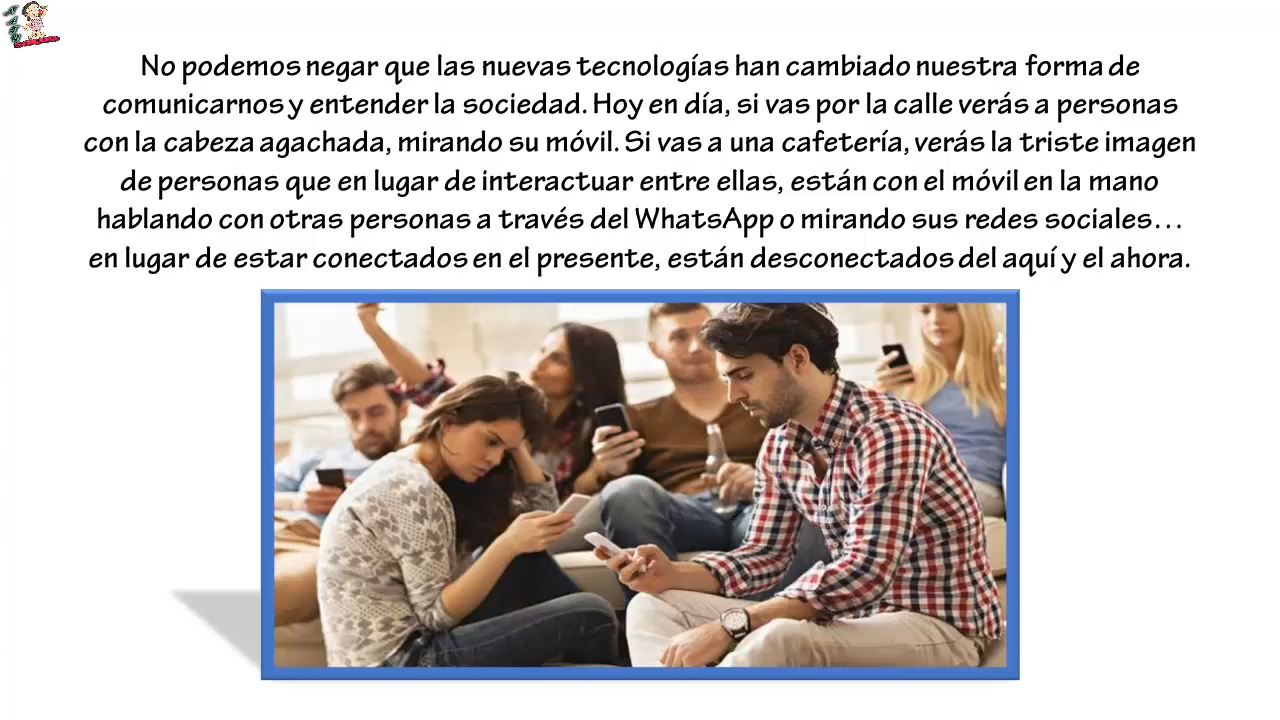 No podemos negar que las nuevas tecnologías han cambiado nuestra forma de
comunicarnos y entender la sociedad. Hoy en día, si vas por la calle verás a personas
con la cabeza agachada, mirando su móvil. Si vas a una cafetería, verás la triste imagen
de personas que en lugar de interactuar entre ellas, están con el móvil en la mano
hablando con otras personas a través del WhatsApp o mirando sus redes sociales…
en lugar de estar conectados en el presente, están desconectados del aquí y el ahora.